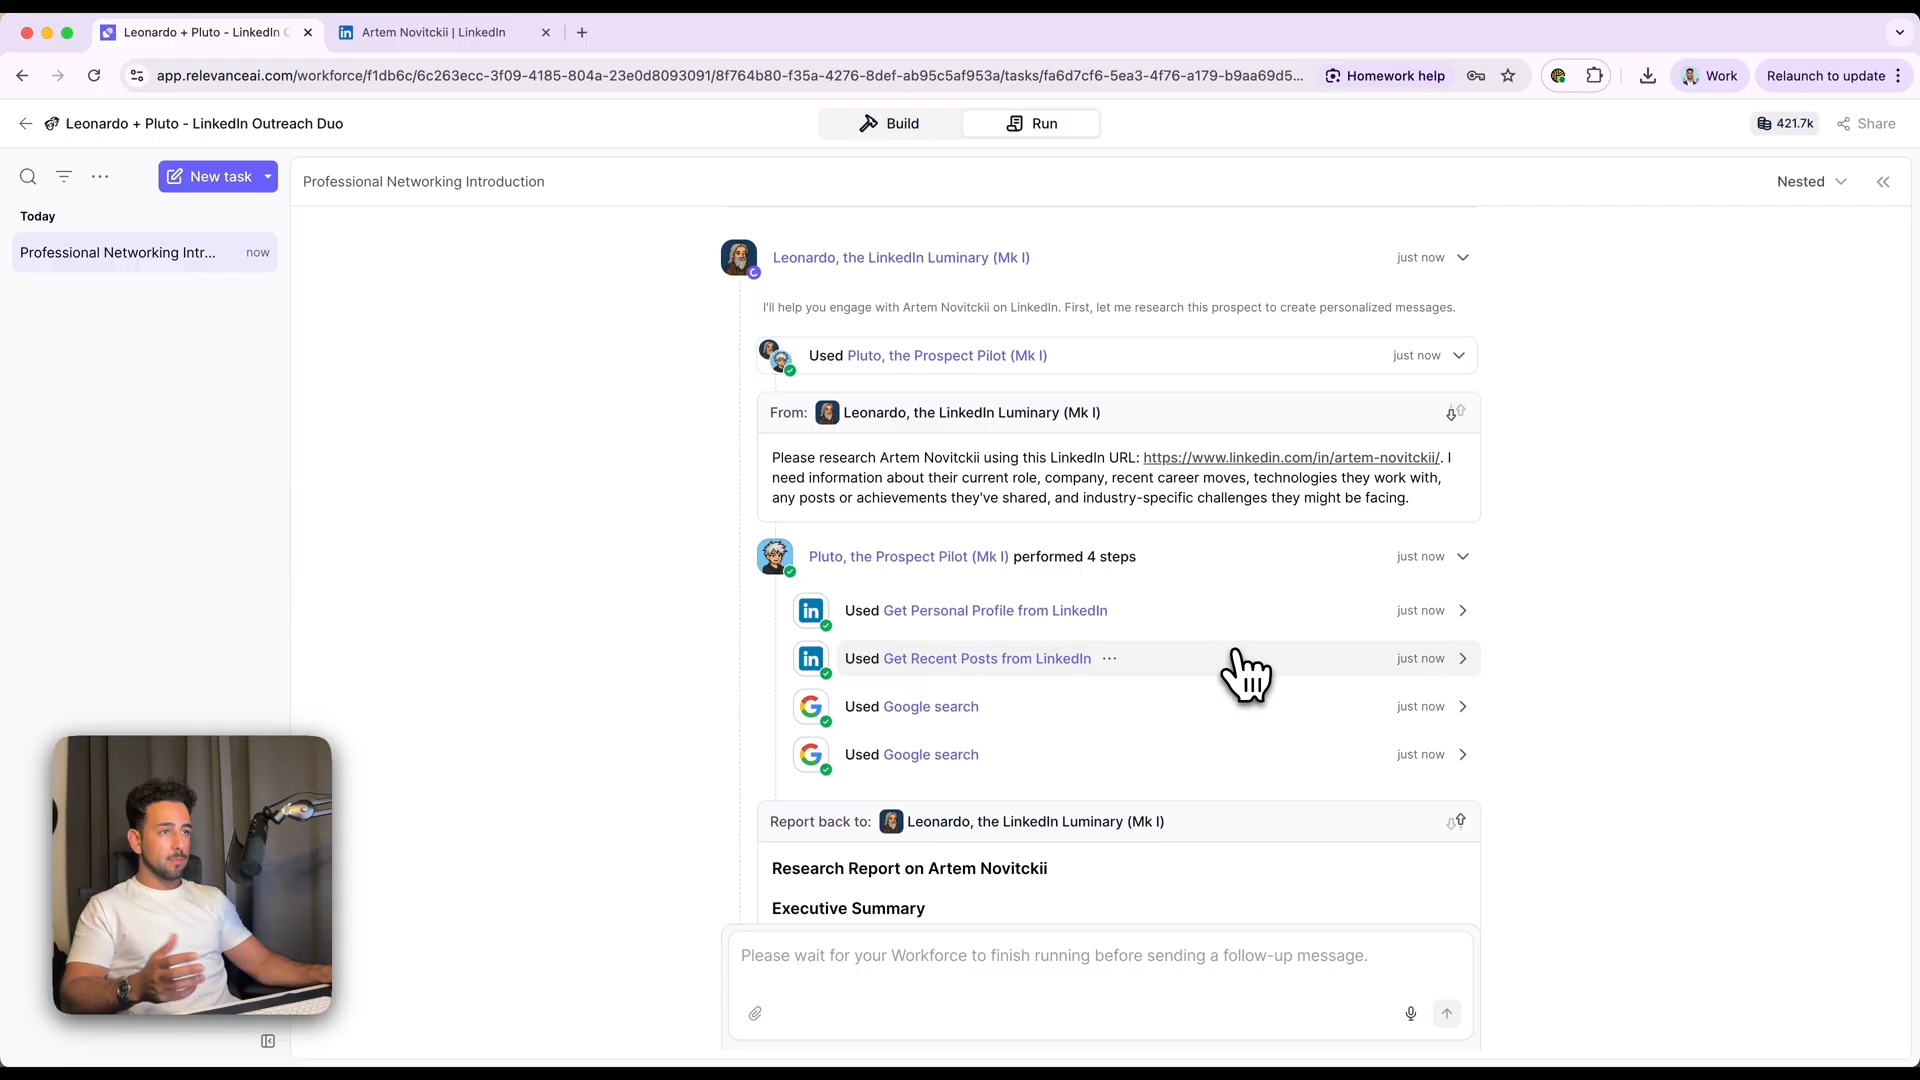 Leonardo + Pluto - LinkedIn
Artem Novitckii | LinkedIn
app.relevanceai.com/workforce/f1db6c/6c263ecc-3f09-4185-804a-23e0d8093091/8f764b80-f35a-4276-8def-ab95c5af953a/tasks/fa6d7cf6-5ea3-4f76-a179-b9aa69d5...
Homework help
Work
Relaunch to update
Leonardo + Pluto - LinkedIn Outreach Duo
Build
Run
421.7k
Share
New task
Today
Professional Networking Intr...
now
Professional Networking Introduction
Nested
Leonardo, the LinkedIn Luminary (Mk I)
just now
I'll help you engage with Artem Novitckii on LinkedIn. First, let me research this prospect to create personalized messages.
Used Pluto, the Prospect Pilot (Mk I)
just now
From: Leonardo, the LinkedIn Luminary (Mk I)
Please research Artem Novitckii using this LinkedIn URL: https://www.linkedin.com/in/artem-novitckii/. I
need information about their current role, company, recent career moves, technologies they work with,
any posts or achievements they've shared, and industry-specific challenges they might be facing.
Pluto, the Prospect Pilot (Mk I) performed 4 steps
just now
Used Get Personal Profile from LinkedIn
just now
Used Get Recent Posts from LinkedIn ...
just now
Used Google search
just now
Used Google search
just now
Report back to: Leonardo, the LinkedIn Luminary (Mk I)
Research Report on Artem Novitckii
Executive Summary
Please wait for your Workforce to finish running before sending a follow-up message.